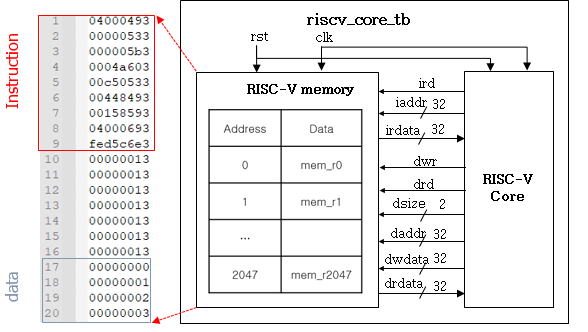 Instruction
data
1 04000493
2 00000533
3 000005b3
4 0004a603
5 00c50533
6 00448493
7 00158593
8 04000693
9 fed5c6e3
10 00000013
11 00000013
12 00000013
13 00000013
14 00000013
15 00000013
16 00000013
17 00000000
18 00000001
19 00000002
20 00000003
riscv_core_tb
rst clk
RISC-V memory
Address Data
0 mem_r0
1 mem_r1
...
2047 mem_r2047
ird
iaddr 32
irdata 32
dwr
drd
dsize 2
daddr 32
dwdata 32
drdata 32
RISC-V
Core